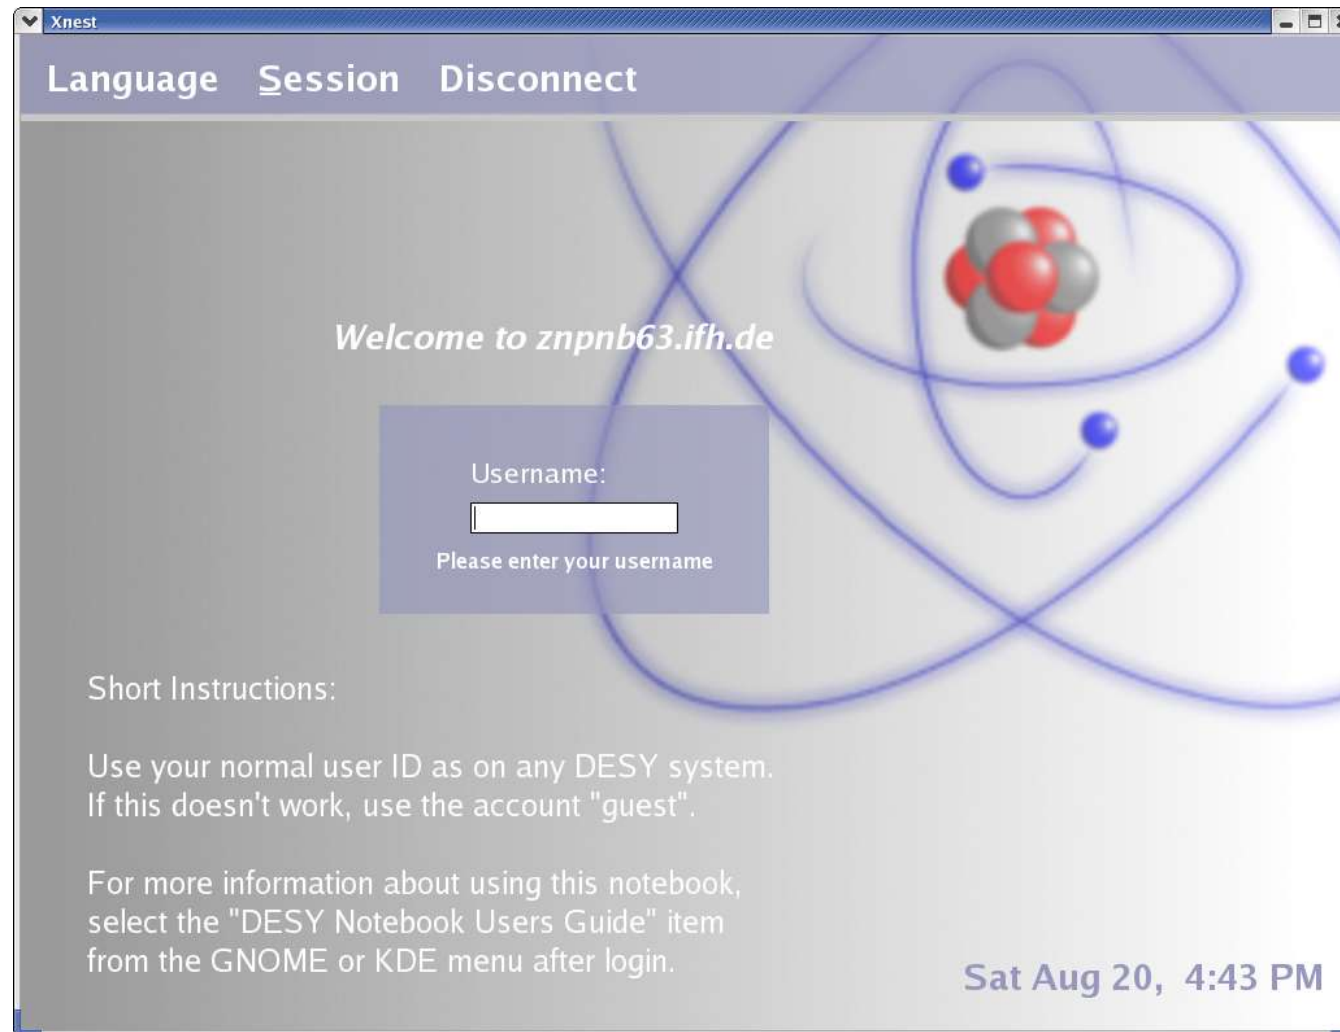 Xnest
Language Session Disconnect
Welcome to znpnb63.ifh.de
Username:
Please enter your username
Short Instructions:
Use your normal user ID as on any DESY system.
If this doesn't work, use the account "guest".
For more information about using this notebook,
select the "DESY Notebook Users Guide" item
from the GNOME or KDE menu after login.
Sat Aug 20, 4:43 PM